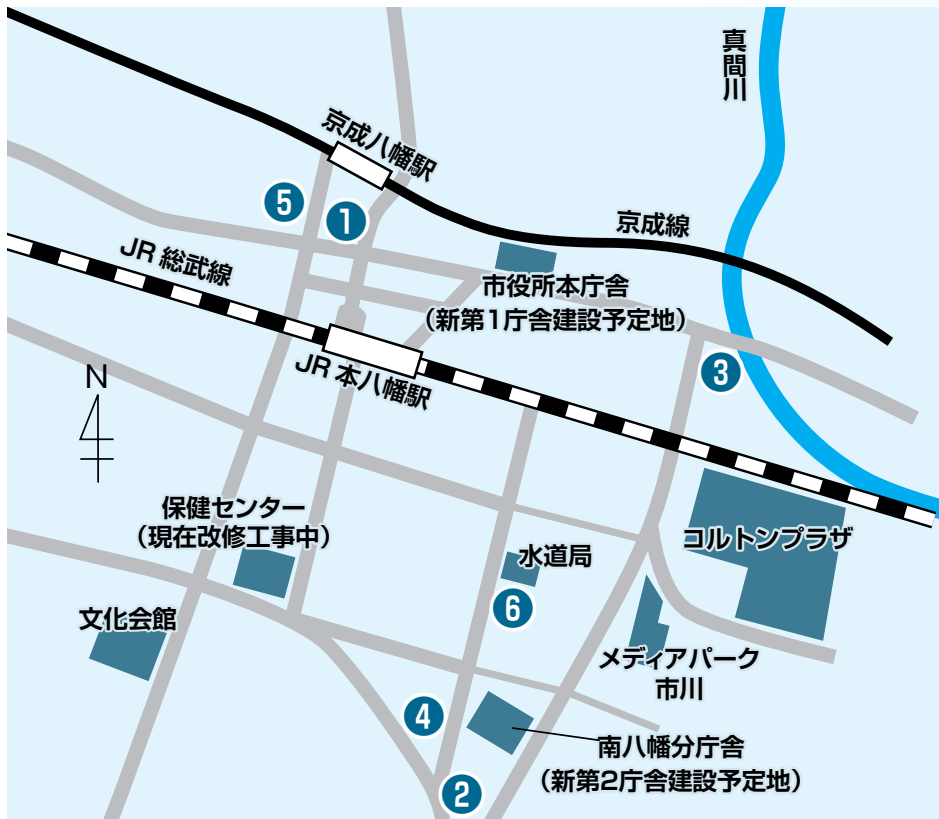 真間川
京成八幡駅
5
1
京成線
JR 総武線
市役所本庁舎
（新第1庁舎建設予定地）
3
JR 本八幡駅
N
保健センター
（現在改修工事中）
コルトンプラザ
水道局
6
文化会館
メディアパーク
市川
4
南八幡分庁舎
（新第2庁舎建設予定地）
2